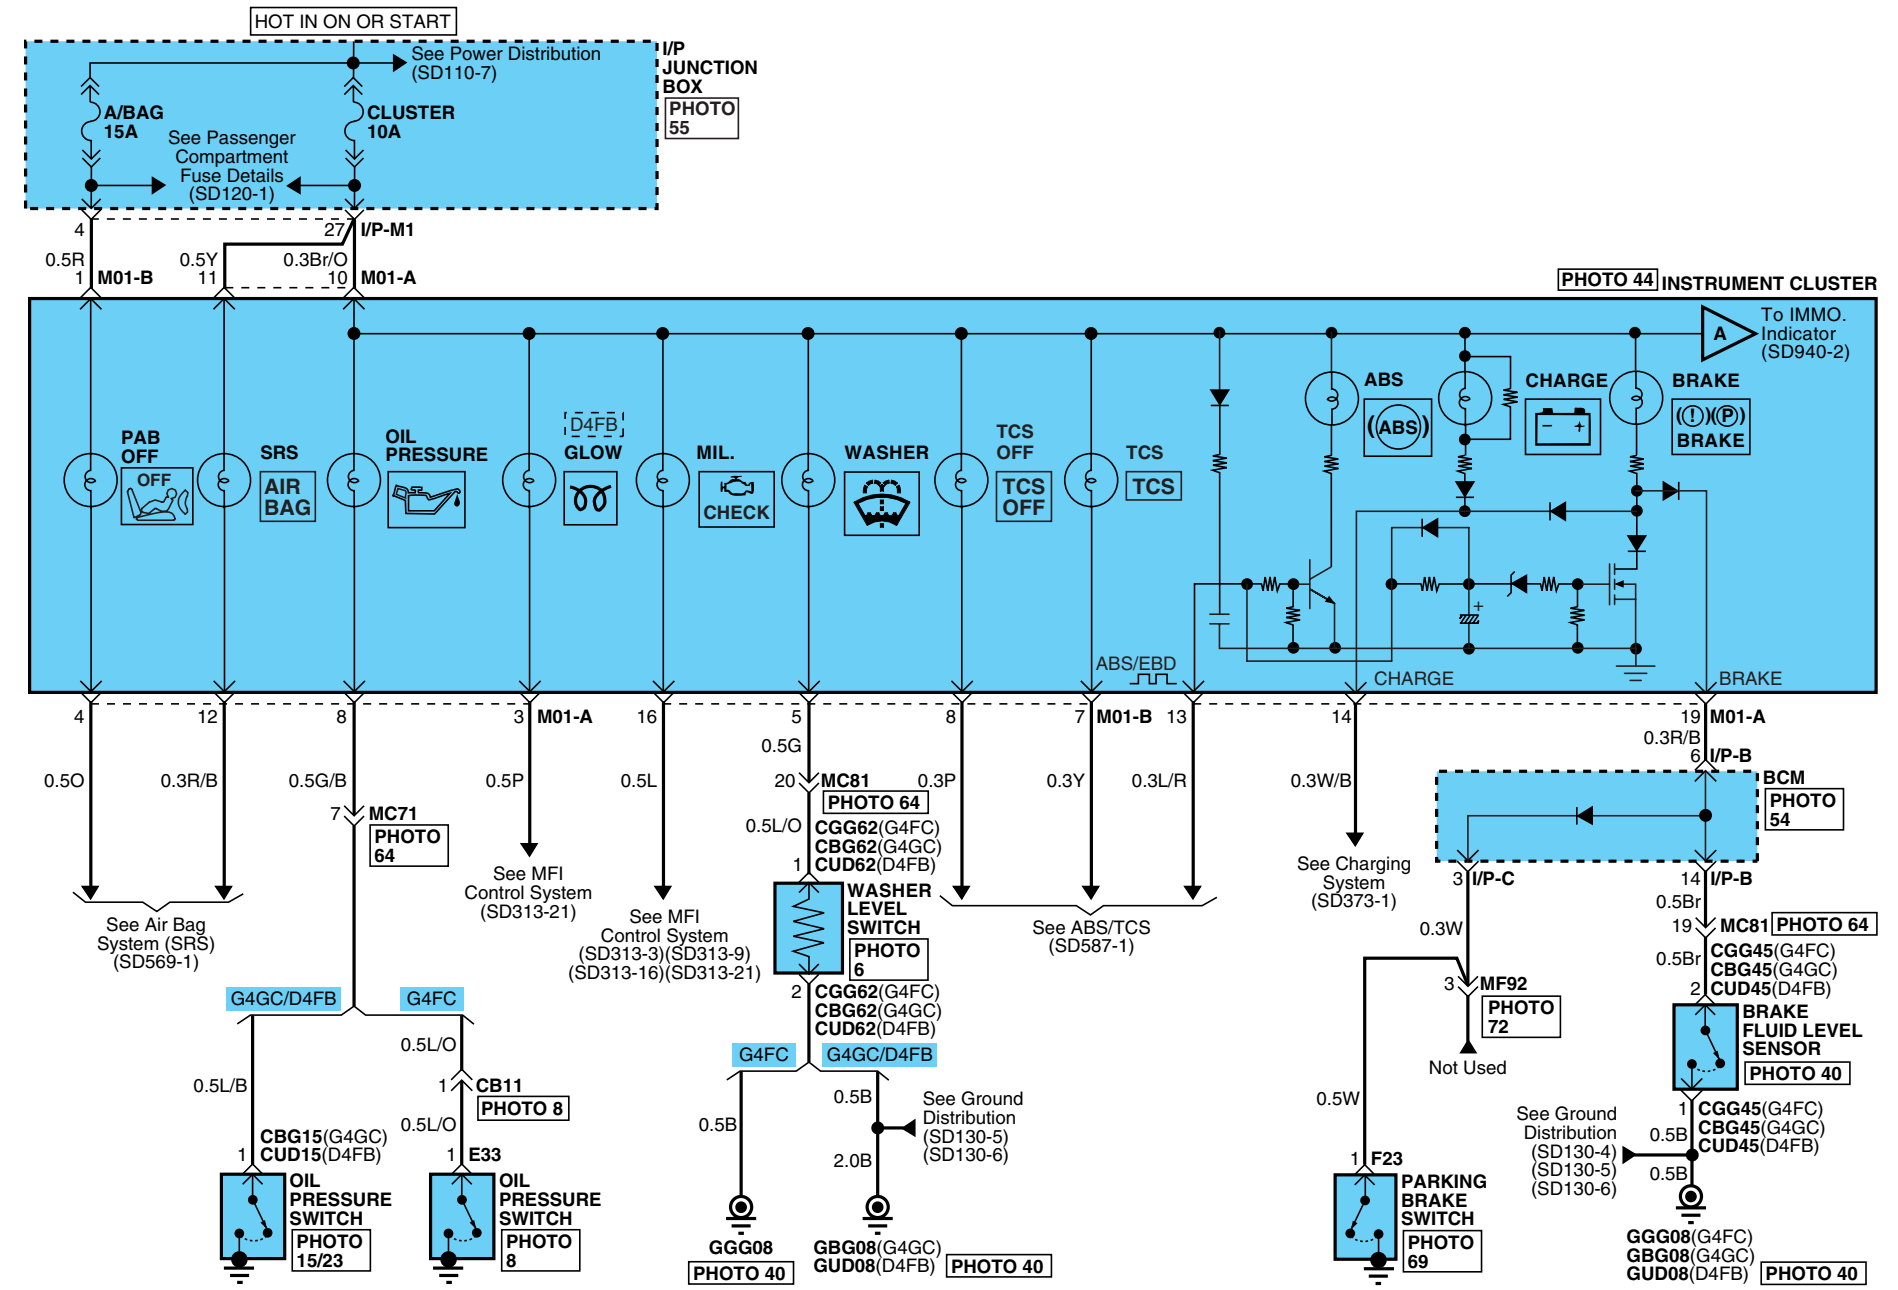 HOT IN ON OR START
See Power Distribution
(SD110-7)
I/P
JUNCTION
BOX
PHOTO
55
A/BAG
15A
CLUSTER
10A
See Passenger
Compartment
Fuse Details
(SD120-1)
4
27
I/P-M1
0.5R
0.5Y
0.3Br/O
1
M01-B
11
10
M01-A
PHOTO 44
INSTRUMENT CLUSTER
A
To IMMO.
Indicator
(SD940-2)
PAB
OFF
OFF
SRS
AIR
BAG
OIL
PRESSURE
D4FB
GLOW
MIL.
CHECK
WASHER
TCS
OFF
TCS
OFF
TCS
TCS
ABS
(ABS)
CHARGE
- +
BRAKE
(!)(P)
BRAKE
+
ABS/EBD
CHARGE
BRAKE
4
12
8
3
M01-A
16
5
8
7
M01-B
13
14
19
M01-A
0.5O
0.3R/B
0.5G/B
0.5P
0.5L
0.5G
0.3P
0.3Y
0.3L/R
0.3W/B
0.3R/B
6
I/P-B
7
MC71
PHOTO
64
20
MC81
PHOTO 64
0.5L/O
CGG62(G4FC)
CBG62(G4GC)
CUD62(D4FB)
1
BCM
PHOTO
54
See Air Bag
System (SRS)
(SD569-1)
See MFI
Control System
(SD313-21)
See MFI
Control System
(SD313-3)(SD313-9)
(SD313-16)(SD313-21)
WASHER
LEVEL
SWITCH
PHOTO
6
See ABS/TCS
(SD587-1)
See Charging
System
(SD373-1)
3
I/P-C
14
I/P-B
0.3W
0.5Br
19
MC81
PHOTO 64
0.5Br
CGG45(G4FC)
CBG45(G4GC)
CUD45(D4FB)
2
3
MF92
PHOTO
72
Not Used
BRAKE
FLUID LEVEL
SENSOR
PHOTO 40
2
CGG62(G4FC)
CBG62(G4GC)
CUD62(D4FB)
G4GC/D4FB
G4FC
G4FC
G4GC/D4FB
0.5L/O
0.5L/B
1
CB11
PHOTO 8
0.5L/O
CBG15(G4GC)
CUD15(D4FB)
1
1
E33
OIL
PRESSURE
SWITCH
PHOTO
15/23
OIL
PRESSURE
SWITCH
PHOTO
8
0.5B
0.5B
2.0B
See Ground
Distribution
(SD130-5)
(SD130-6)
GGG08
PHOTO 40
GBG08(G4GC)
GUD08(D4FB)
PHOTO 40
0.5W
1
F23
PARKING
BRAKE
SWITCH
PHOTO
69
See Ground
Distribution
(SD130-4)
(SD130-5)
(SD130-6)
1
CGG45(G4FC)
CBG45(G4GC)
CUD45(D4FB)
0.5B
0.5B
GGG08(G4FC)
GBG08(G4GC)
GUD08(D4FB)
PHOTO 40